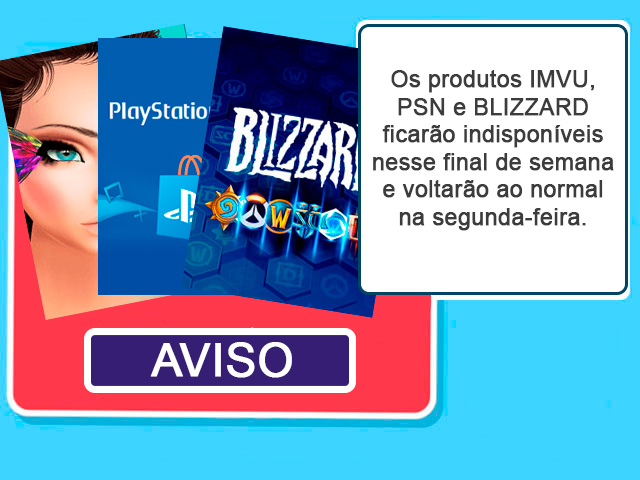 PlayStation
BLIZZARD
Os produtos IMVU,
PSN e BLIZZARD
ficarão indisponíveis
nesse final de semana
e voltarão ao normal
na segunda-feira.
AVISO